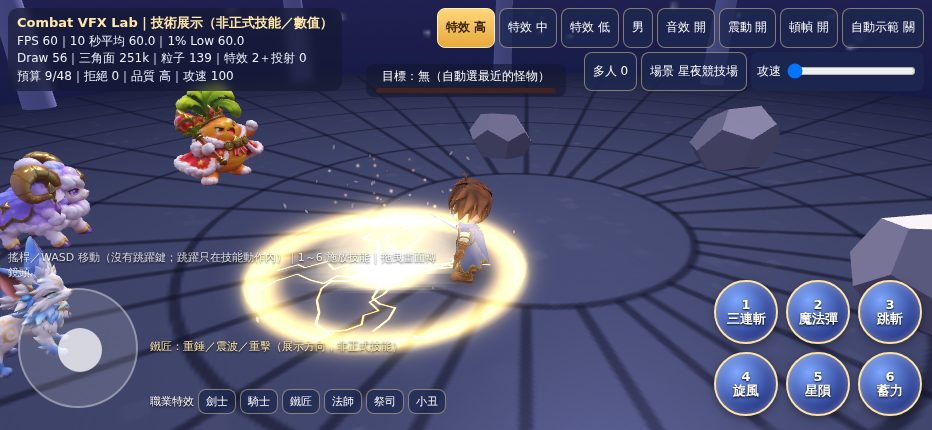 Combat VFX Lab｜技術展示（非正式技能／數值）
FPS 60｜10 秒平均 60.0｜1% Low 60.0
Draw 56｜三角面 251k｜粒子 139｜特效 2＋投射 0
預算 9/48｜拒絕 0｜品質 高｜攻速 100
特效 高
特效 中
特效 低
男
音效 開
震動 開
頓幀 開
自動示範 關
目標：無（自動選最近的怪物）
多人 0
場景 星夜競技場
攻速
搖桿／WASD 移動（沒有跳躍鍵；跳躍只在技能動作內）｜1～6 施放技能｜拖曳畫面轉
鏡頭
1
三連斬
2
魔法彈
3
跳斬
4
旋風
5
星隕
6
蓄力
鐵匠：重錘／震波／重擊（展示方向，非正式技能）
職業特效
劍士
騎士
鐵匠
法師
祭司
小丑